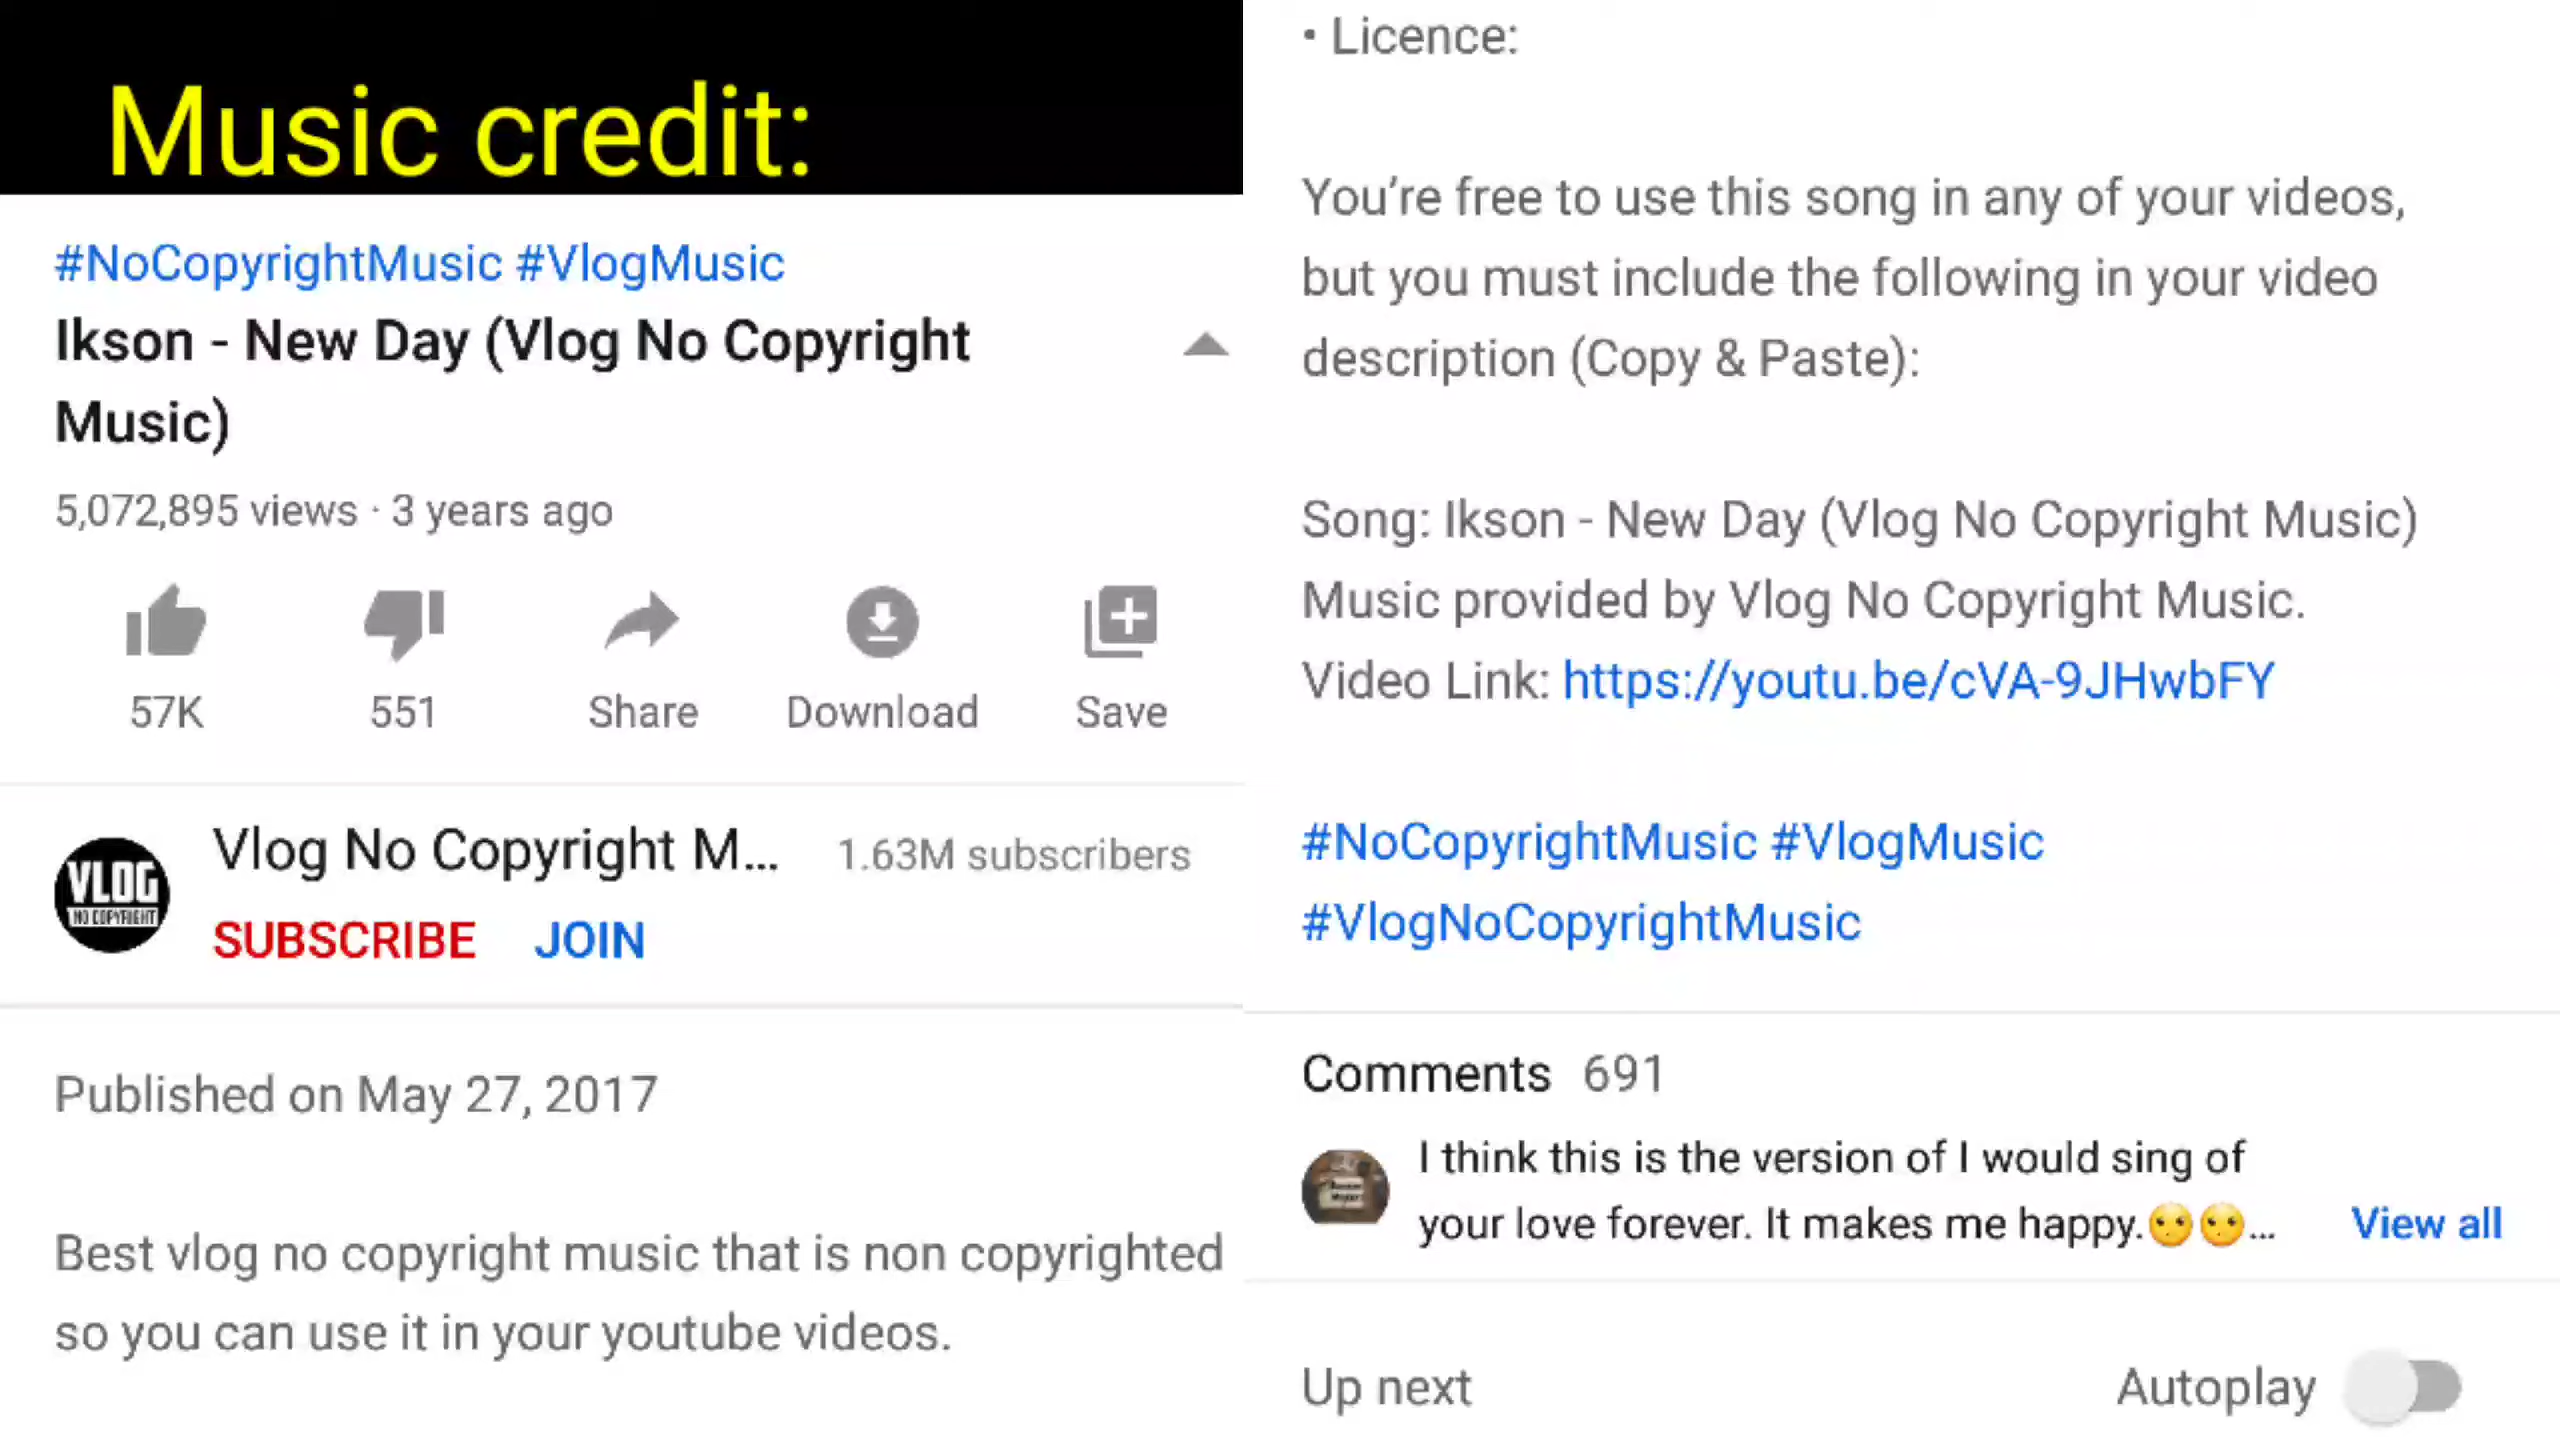 Music credit:
#NoCopyrightMusic #VlogMusic
Ikson - New Day (Vlog No Copyright
Music)
5,072,895 views · 3 years ago
57K
551
Share
Download
Save
VLOG
NO COPYRIGHT
Vlog No Copyright M...
1.63M subscribers
SUBSCRIBE
JOIN
Published on May 27, 2017
Best vlog no copyright music that is non copyrighted
so you can use it in your youtube videos.
• Licence:
You're free to use this song in any of your videos,
but you must include the following in your video
description (Copy & Paste):
Song: Ikson - New Day (Vlog No Copyright Music)
Music provided by Vlog No Copyright Music.
Video Link: https://youtu.be/cVA-9JHwbFY
#NoCopyrightMusic #VlogMusic
#VlogNoCopyrightMusic
Comments 691
I think this is the version of I would sing of
your love forever. It makes me happy.😶😶...
View all
Up next
Autoplay